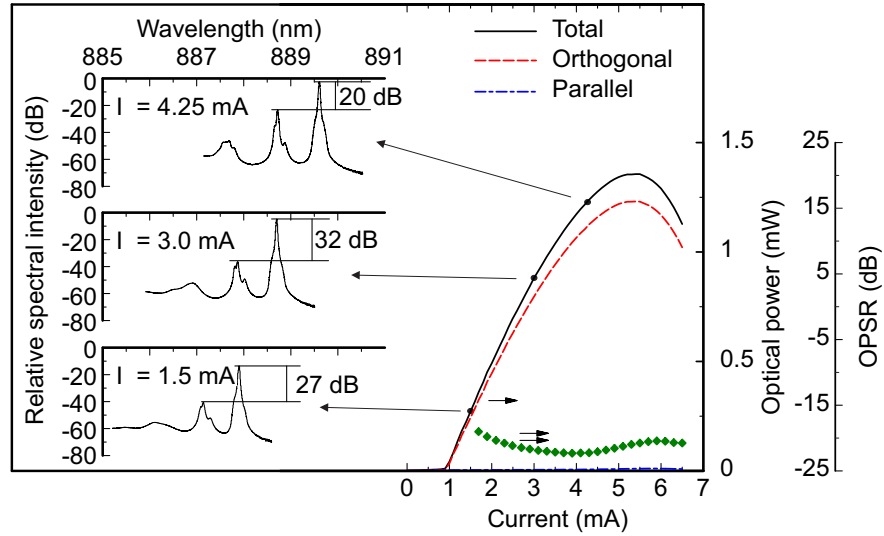 Wavelength (nm)
885 887 889 891
Total
Orthogonal
Parallel
Relative spectral intensity (dB)
0
-20
-40
-60
-80
I = 4.25 mA
20 dB
0
-20
-40
-60
-80
I = 3.0 mA
32 dB
0
-20
-40
-60
-80
I = 1.5 mA
27 dB
1.5
1
0.5
0
Optical power (mW)
25
15
5
-5
-15
-25
OPSR (dB)
0 1 2 3 4 5 6 7
Current (mA)